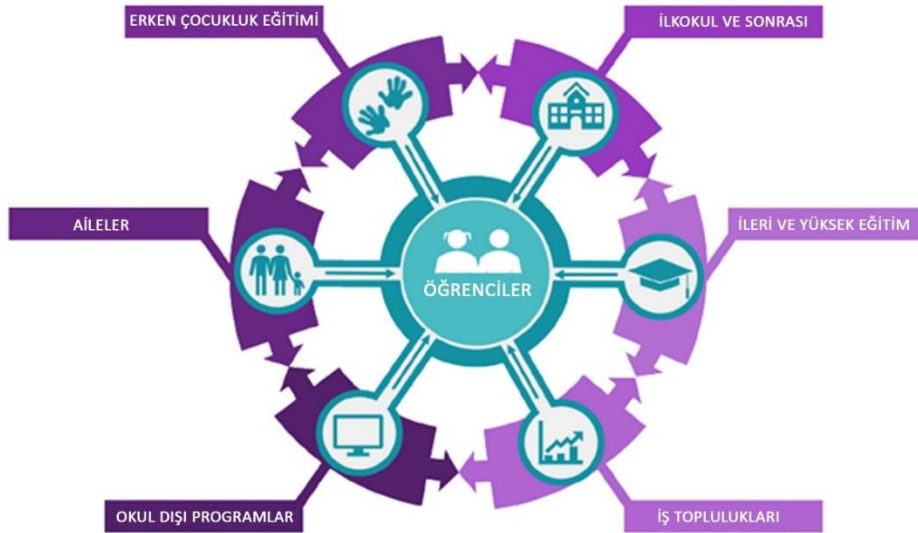 ERKEN ÇOCUKLUK EĞİTİMİ
İLKOKUL VE SONRASI
AİLELER
İLERİ VE YÜKSEK EĞİTİM
ÖĞRENCİLER
OKUL DIŞI PROGRAMLAR
İŞ TOPLULUKLARI